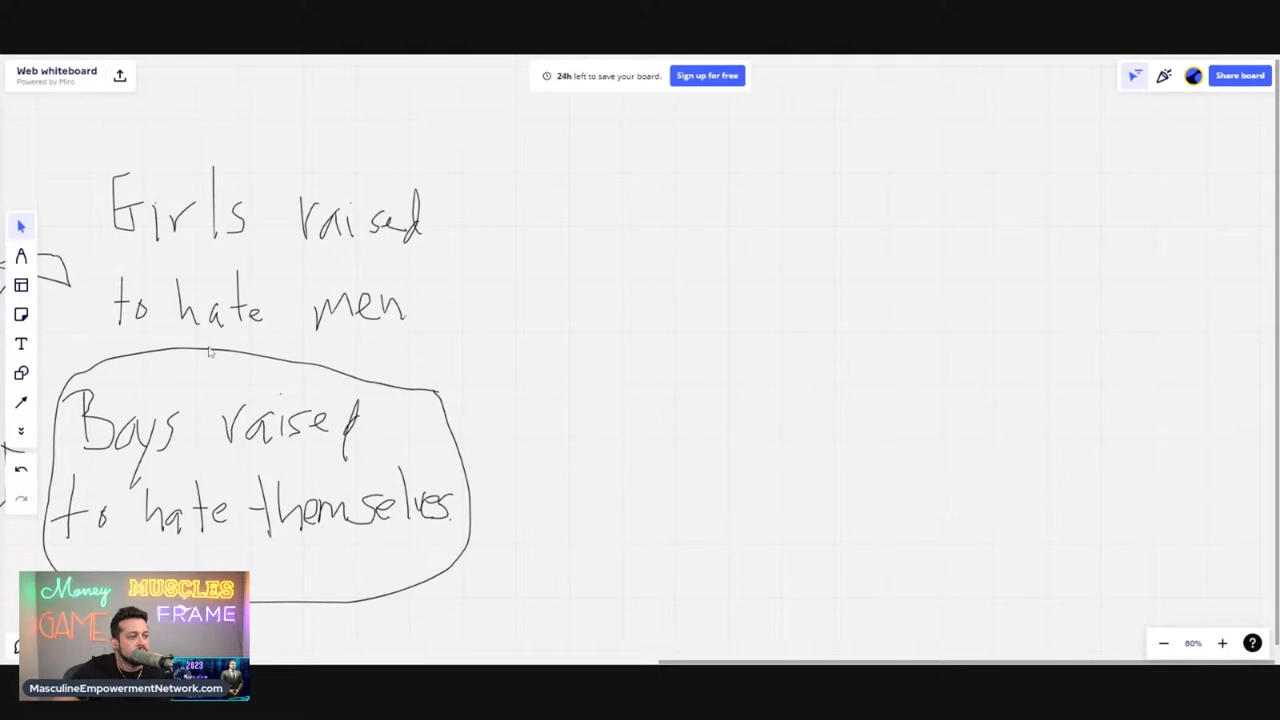 Web whiteboard
Powered by Miro
24h left to save your board.
Sign up for free
Share board
Girls raised
to hate men
Boys raised
to hate themselves.
Money
MUSCLES
GAME
FRAME
2023
MasculineEmpowermentNetwork.com
80%
?